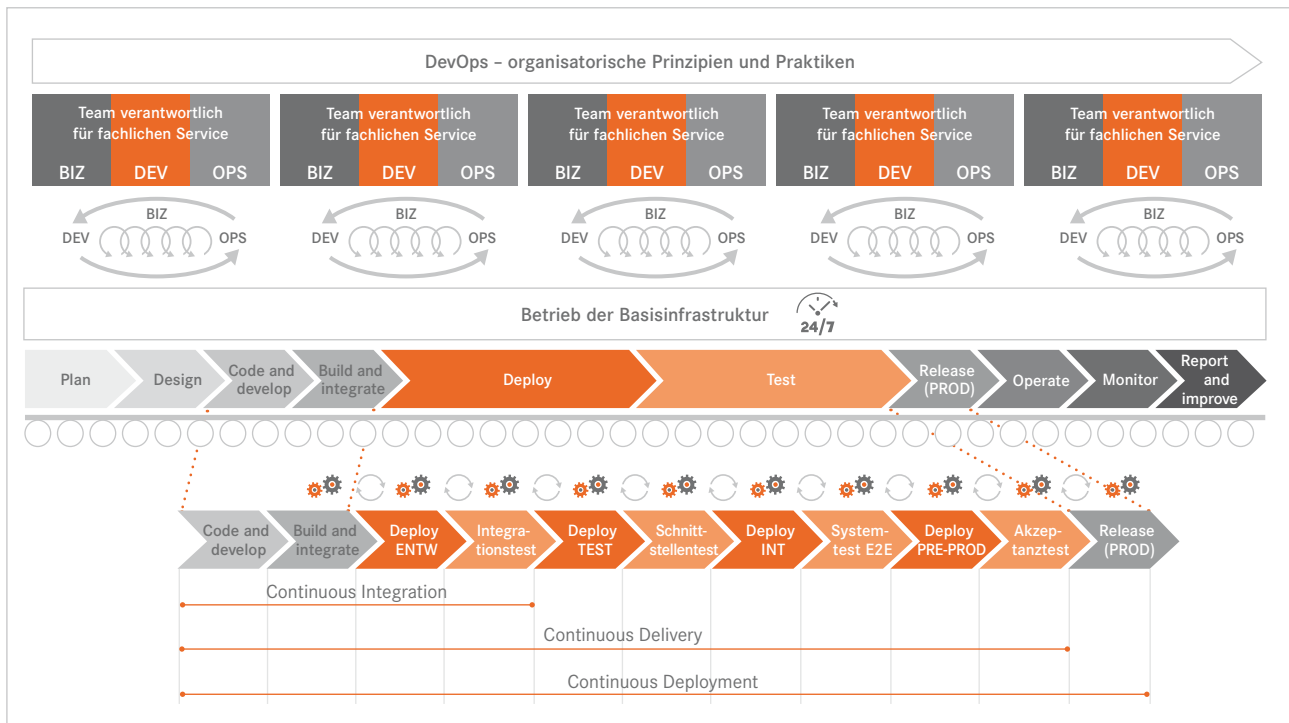 DevOps – organisatorische Prinzipien und Praktiken
Team verantwortlich
für fachlichen Service
BIZ DEV OPS
Team verantwortlich
für fachlichen Service
BIZ DEV OPS
Team verantwortlich
für fachlichen Service
BIZ DEV OPS
Team verantwortlich
für fachlichen Service
BIZ DEV OPS
Team verantwortlich
für fachlichen Service
BIZ DEV OPS
BIZ
DEV OPS
BIZ
DEV OPS
BIZ
DEV OPS
BIZ
DEV OPS
BIZ
DEV OPS
Betrieb der Basisinfrastruktur
24/7
Plan
Design
Code and
develop
Build and
integrate
Deploy
Test
Release
(PROD)
Operate
Monitor
Report
and
improve
Code and
develop
Build and
integrate
Deploy
ENTW
Integra-
tionstest
Deploy
TEST
Schnitt-
stellentest
Deploy
INT
System-
test E2E
Deploy
PRE-PROD
Akzep-
tanztest
Release
(PROD)
Continuous Integration
Continuous Delivery
Continuous Deployment